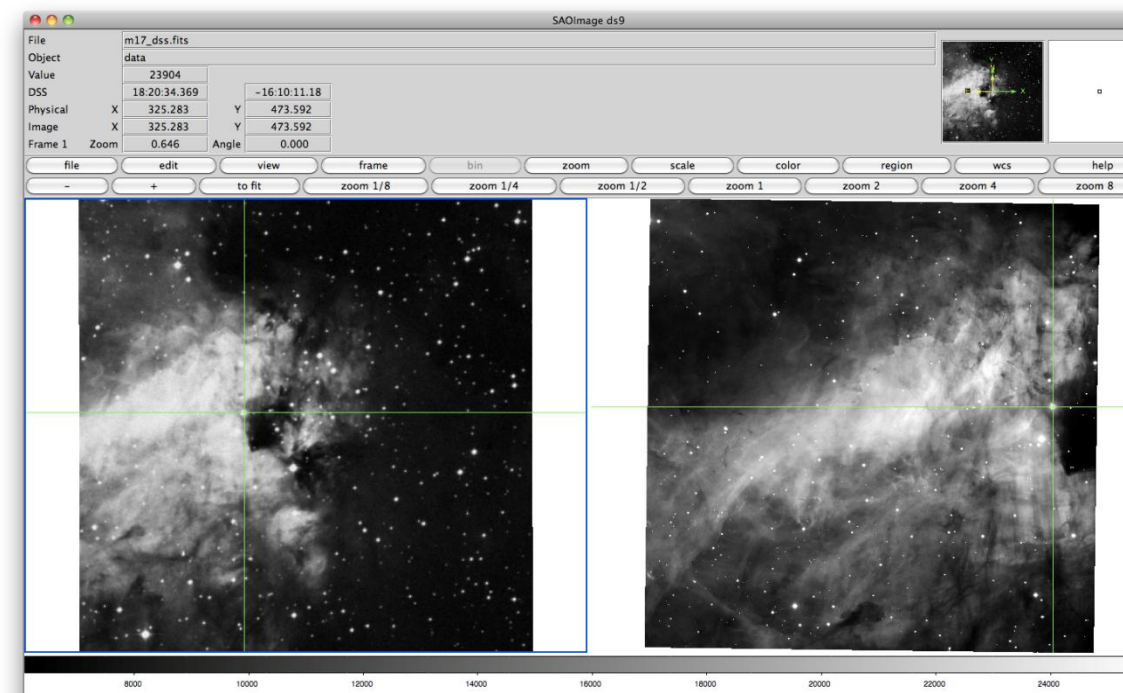 SAOImage ds9
File m17_dss.fits
Object data
Value 23904
DSS 18:20:34.369 -16:10:11.18
Physical X 325.283 Y 473.592
Image X 325.283 Y 473.592
Frame 1 Zoom 0.646 Angle 0.000
file edit view frame bin zoom scale color region wcs help
- + to fit zoom 1/8 zoom 1/4 zoom 1/2 zoom 1 zoom 2 zoom 4 zoom 8
8000 10000 12000 14000 16000 18000 20000 22000 24000